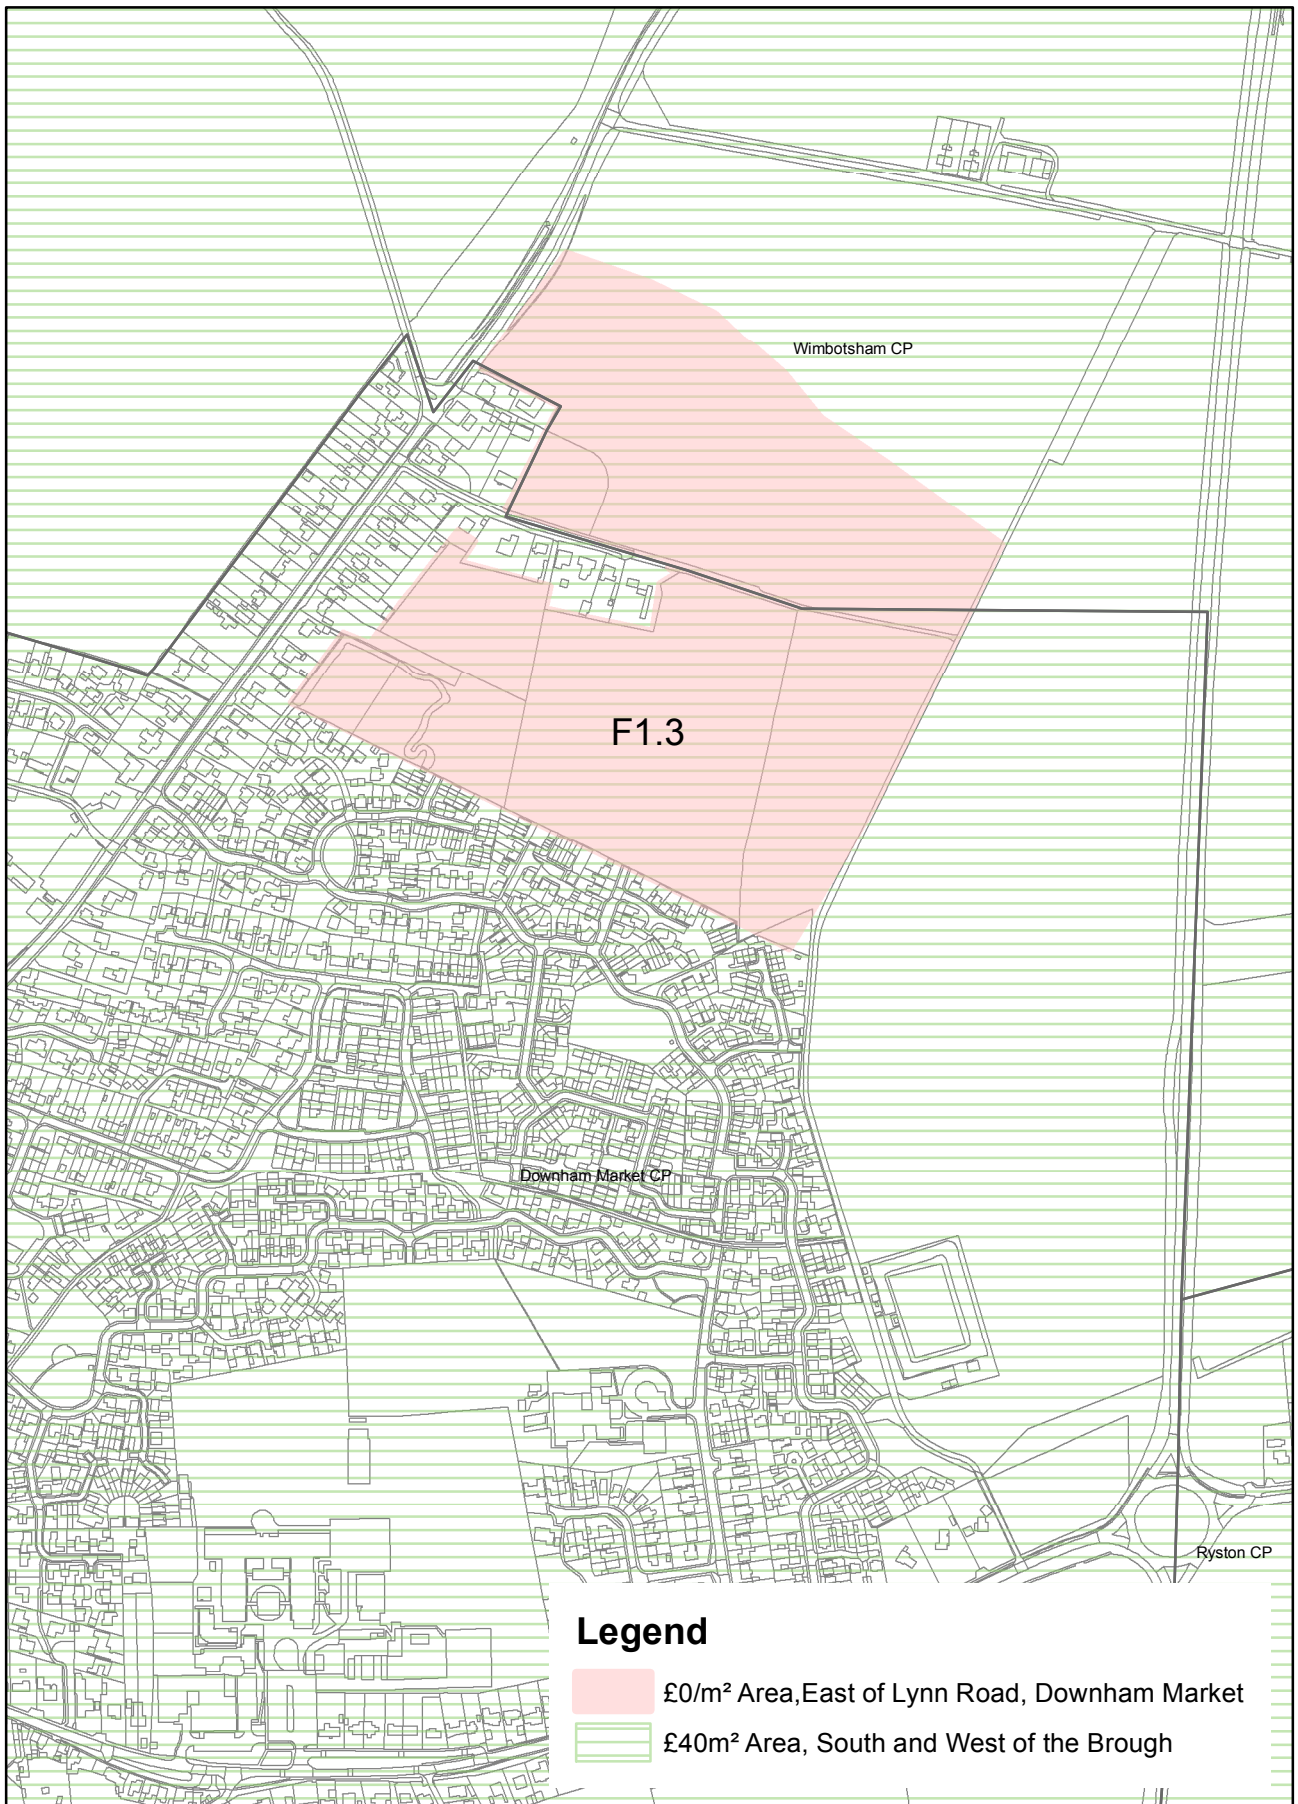 Wimbotsham CP
F1.3
Downham Market CP
Ryston CP
Legend
£0/m² Area,East of Lynn Road, Downham Market
£40m² Area, South and West of the Brough